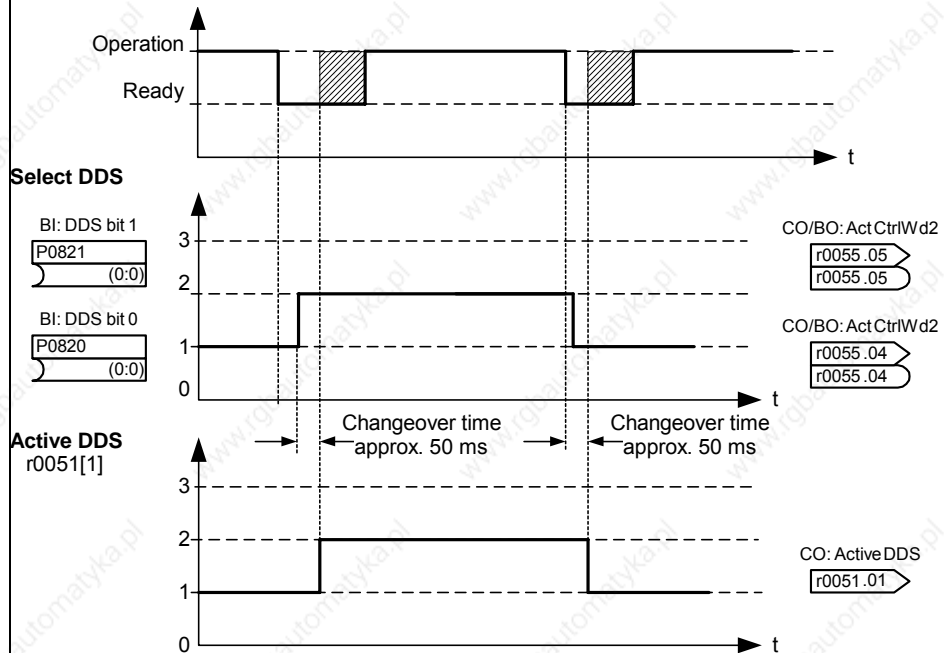 Operation
Ready
t
Select DDS
BI: DDS bit 1
P0821
(0:0)
BI: DDS bit 0
P0820
(0:0)
3
2
1
0
t
CO/BO: Act CtrlWd2
r0055 .05
r0055 .05
CO/BO: Act CtrlWd2
r0055 .04
r0055 .04
Changeover time
approx. 50 ms
Changeover time
approx. 50 ms
Active DDS
r0051[1]
3
2
1
0
t
CO: Active DDS
r0051 .01
www.rgbautomatyka.pl